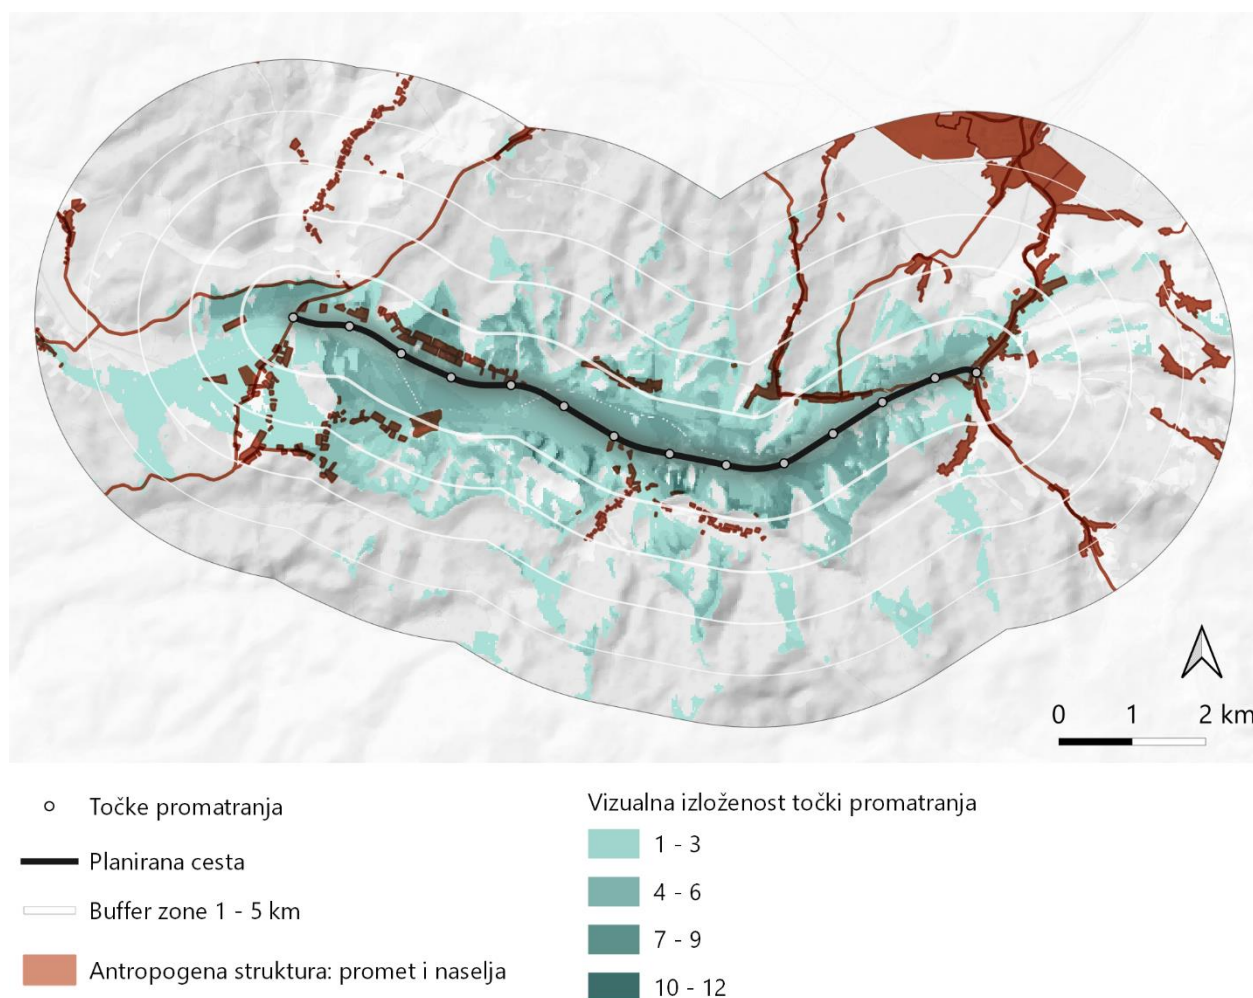 0 1 2 km
Točke promatranja
Planirana cesta
Buffer zone 1 - 5 km
Antropogena struktura: promet i naselja
Vizualna izloženost točki promatranja
1 - 3
4 - 6
7 - 9
10 - 12